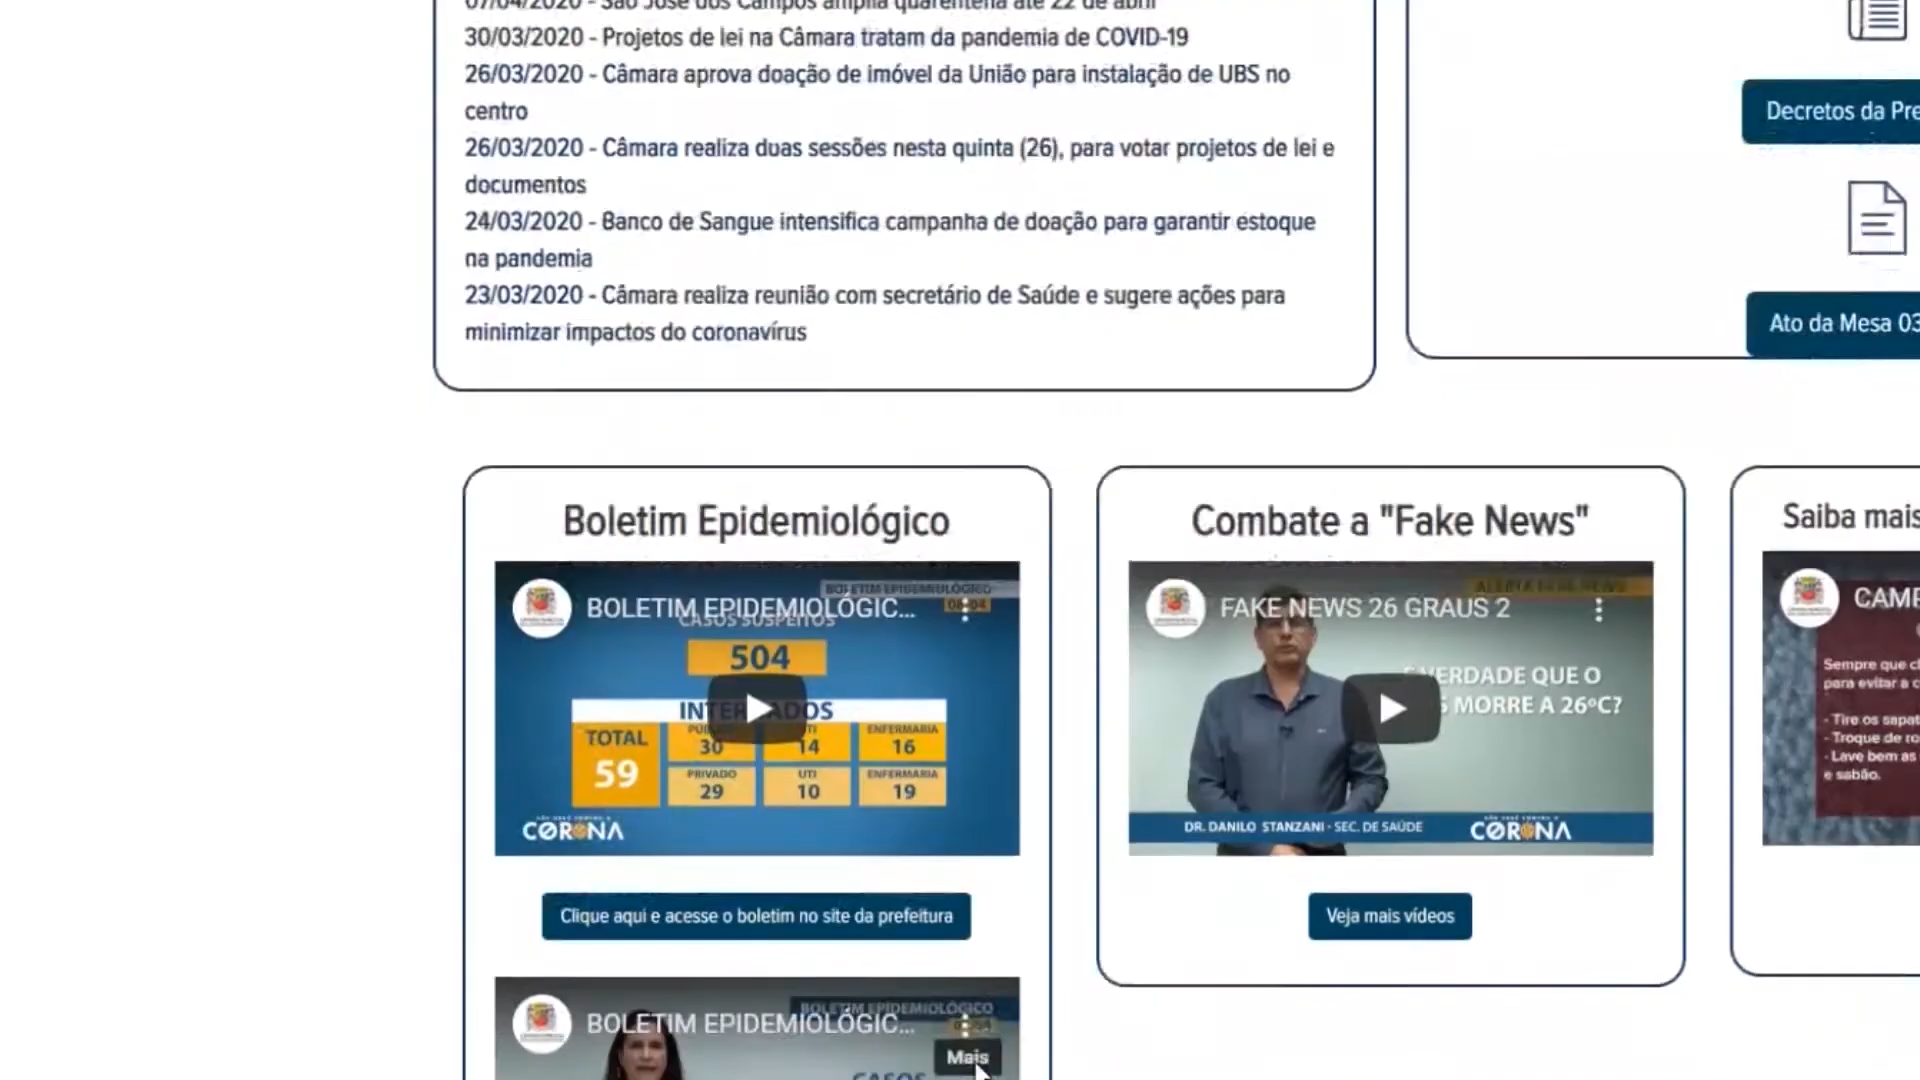 07/04/2020 - São José dos Campos amplia quarentena até 22 de abril
30/03/2020 - Projetos de lei na Câmara tratam da pandemia de COVID-19
26/03/2020 - Câmara aprova doação de imóvel da União para instalação de UBS no
centro
26/03/2020 - Câmara realiza duas sessões nesta quinta (26), para votar projetos de lei e
documentos
24/03/2020 - Banco de Sangue intensifica campanha de doação para garantir estoque
na pandemia
23/03/2020 - Câmara realiza reunião com secretário de Saúde e sugere ações para
minimizar impactos do coronavírus
Decretos da Pre
Ato da Mesa 03
Boletim Epidemiológico
BOLETIM EPIDEMIOLÓGICO
08/04
BOLETIM EPIDEMIOLÓGIC...
CASOS SUSPEITOS
504
TOTAL
59
30
14
ENFERMARIA
16
PRIVADO
29
UTI
10
ENFERMARIA
19
CORONA
Clique aqui e acesse o boletim no site da prefeitura
BOLETIM EPIDEMIOLÓGICO
BOLETIM EPIDEMIOLÓGIC...
Mais
CASOS
Combate a "Fake News"
ALERTA FAKE NEWS
FAKE NEWS 26 GRAUS 2
VERDADE QUE O
MORRE A 26ºC?
DR. DANILO STANZANI - SEC. DE SAÚDE
CORONA
Veja mais vídeos
Saiba mais
CAMP
Sempre que
para evitar a
- Tire os sapat
- Troque de ro
- Lave bem as
e sabão.